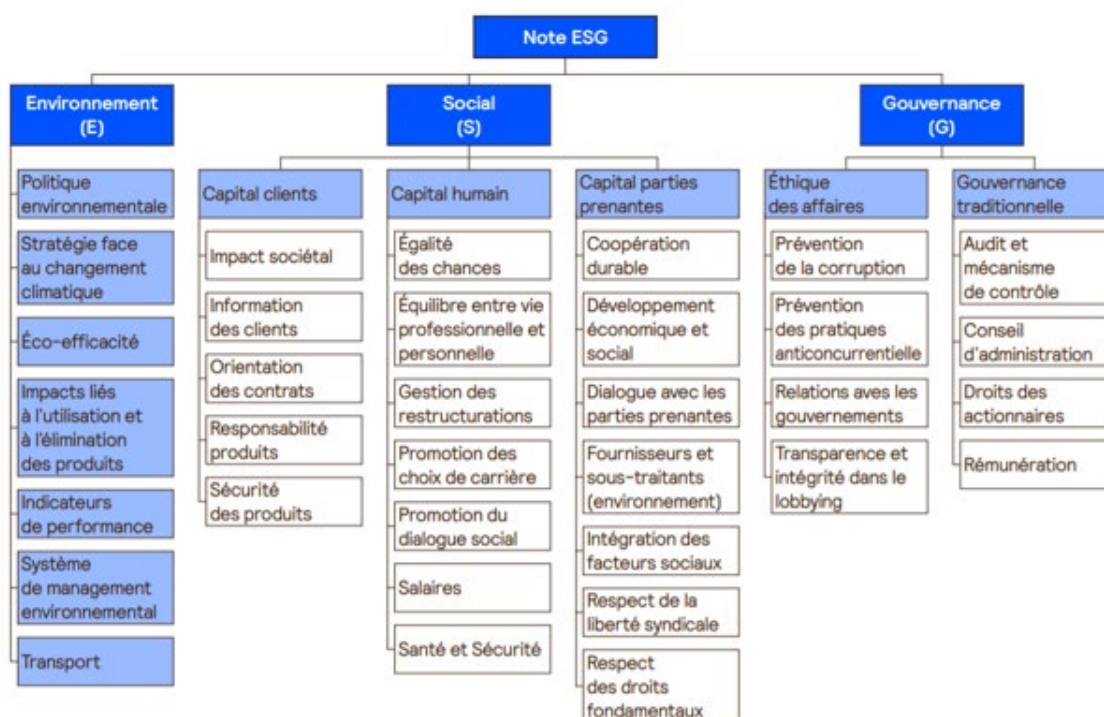 Note ESG
Environnement
(E)
Politique
environnementale
Stratégie face
au changement
climatique
Éco-efficacité
Impacts liés
à l'utilisation et
à l'élimination
des produits
Indicateurs
de performance
Système
de management
environnemental
Transport
Social
(S)
Capital clients
Impact sociétal
Information
des clients
Orientation
des contrats
Responsabilité
produits
Sécurité
des produits
Capital humain
Égalité
des chances
Équilibre entre vie
professionnelle et
personnelle
Gestion des
restructurations
Promotion des
choix de carrière
Promotion du
dialogue social
Salaires
Santé et Sécurité
Capital parties
prenantes
Coopération
durable
Développement
économique et
social
Dialogue avec les
parties prenantes
Fournisseurs et
sous-traitants
(environnement)
Intégration des
facteurs sociaux
Respect de la
liberté syndicale
Respect
des droits
fondamentaux
Gouvernance
(G)
Éthique
des affaires
Prévention
de la corruption
Prévention
des pratiques
anticoncurrentielle
Relations aves les
gouvernements
Transparence et
intégrité dans le
lobbying
Gouvernance
traditionnelle
Audit et
mécanisme
de contrôle
Conseil
d'administration
Droits des
actionnaires
Rémunération